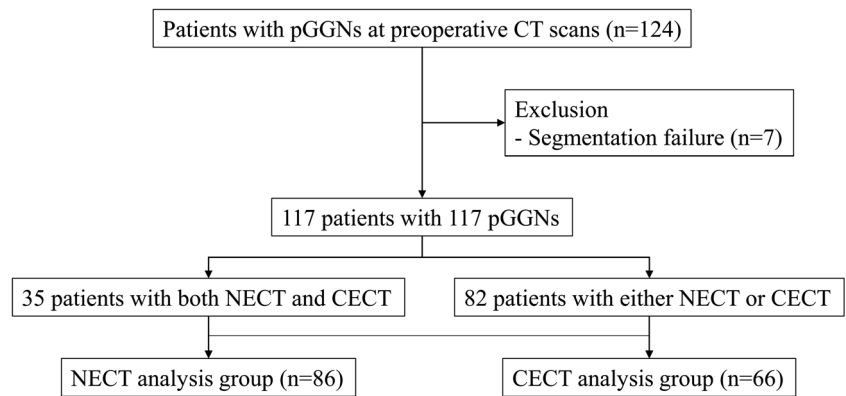 Patients with pGGNs at preoperative CT scans (n=124)
Exclusion
- Segmentation failure (n=7)
117 patients with 117 pGGNs
35 patients with both NECT and CECT
82 patients with either NECT or CECT
NECT analysis group (n=86)
CECT analysis group (n=66)